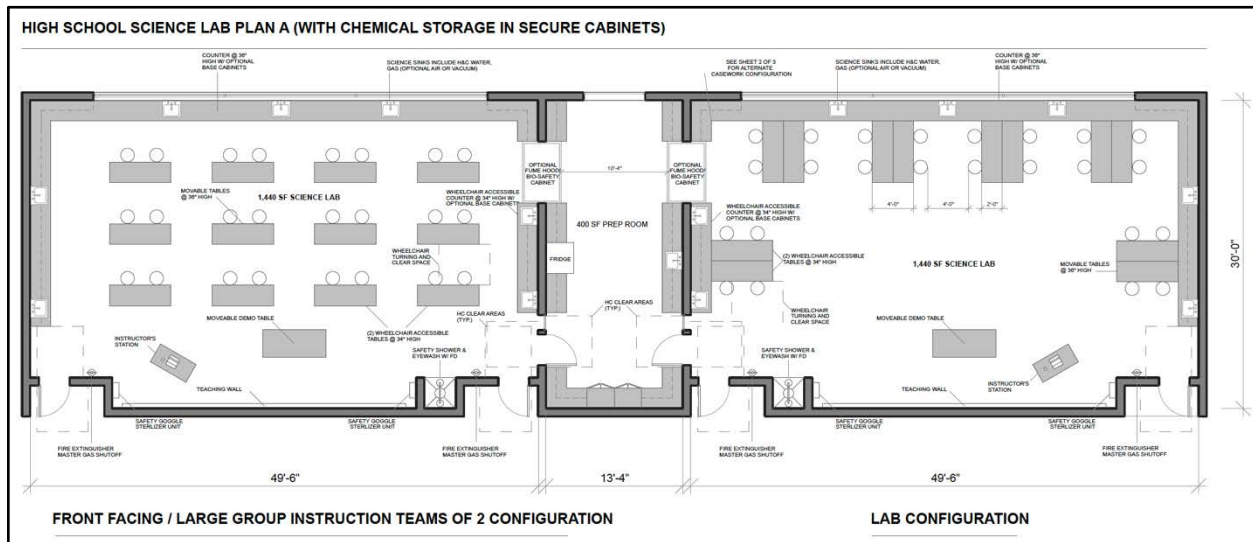 HIGH SCHOOL SCIENCE LAB PLAN A (WITH CHEMICAL STORAGE IN SECURE CABINETS)
COUNTER @ 36"
HIGH W/ OPTIONAL
BASE CABINETS
SCIENCE SINKS INCLUDE H&C WATER,
GAS (OPTIONAL AIR OR VACUUM)
SEE SHEET 2 OF 3
FOR ALTERNATE
CASEWORK CONFIGURATION
SCIENCE SINKS INCLUDE H&C WATER,
GAS (OPTIONAL AIR OR VACUUM)
COUNTER @ 36"
HIGH W/ OPTIONAL
BASE CABINETS
MOVABLE TABLES
@ 36" HIGH
1,440 SF SCIENCE LAB
OPTIONAL
FUME HOOD/
BIO-SAFETY
CABINET
10'-4"
OPTIONAL
FUME HOOD/
BIO-SAFETY
CABINET
WHEELCHAIR ACCESSIBLE
COUNTER @ 34" HIGH W/
OPTIONAL BASE CABINETS
400 SF PREP ROOM
FRIDGE
WHEELCHAIR ACCESSIBLE
COUNTER @ 34" HIGH W/
OPTIONAL BASE CABINETS
4'-0"
4'-0"
2'-0"
WHEELCHAIR
TURNING AND
CLEAR SPACE
(2) WHEELCHAIR ACCESSIBLE
TABLES @ 34" HIGH
1,440 SF SCIENCE LAB
MOVABLE TABLES
@ 36" HIGH
30'-0"
HC CLEAR AREAS
(TYP.)
HC CLEAR AREAS
(TYP.)
WHEELCHAIR
TURNING AND
CLEAR SPACE
MOVEABLE DEMO TABLE
(2) WHEELCHAIR ACCESSIBLE
TABLES @ 34" HIGH
MOVEABLE DEMO TABLE
INSTRUCTOR'S
STATION
SAFETY SHOWER &
EYEWASH W/ FD
SAFETY SHOWER &
EYEWASH W/ FD
INSTRUCTOR'S
STATION
TEACHING WALL
TEACHING WALL
SAFETY GOGGLE
STERLIZER UNIT
SAFETY GOGGLE
STERLIZER UNIT
SAFETY GOGGLE
STERLIZER UNIT
SAFETY GOGGLE
STERLIZER UNIT
FIRE EXTINGUISHER
MASTER GAS SHUTOFF
FIRE EXTINGUISHER
MASTER GAS SHUTOFF
FIRE EXTINGUISHER
MASTER GAS SHUTOFF
FIRE EXTINGUISHER
MASTER GAS SHUTOFF
49'-6"
13'-4"
49'-6"
FRONT FACING / LARGE GROUP INSTRUCTION TEAMS OF 2 CONFIGURATION
LAB CONFIGURATION